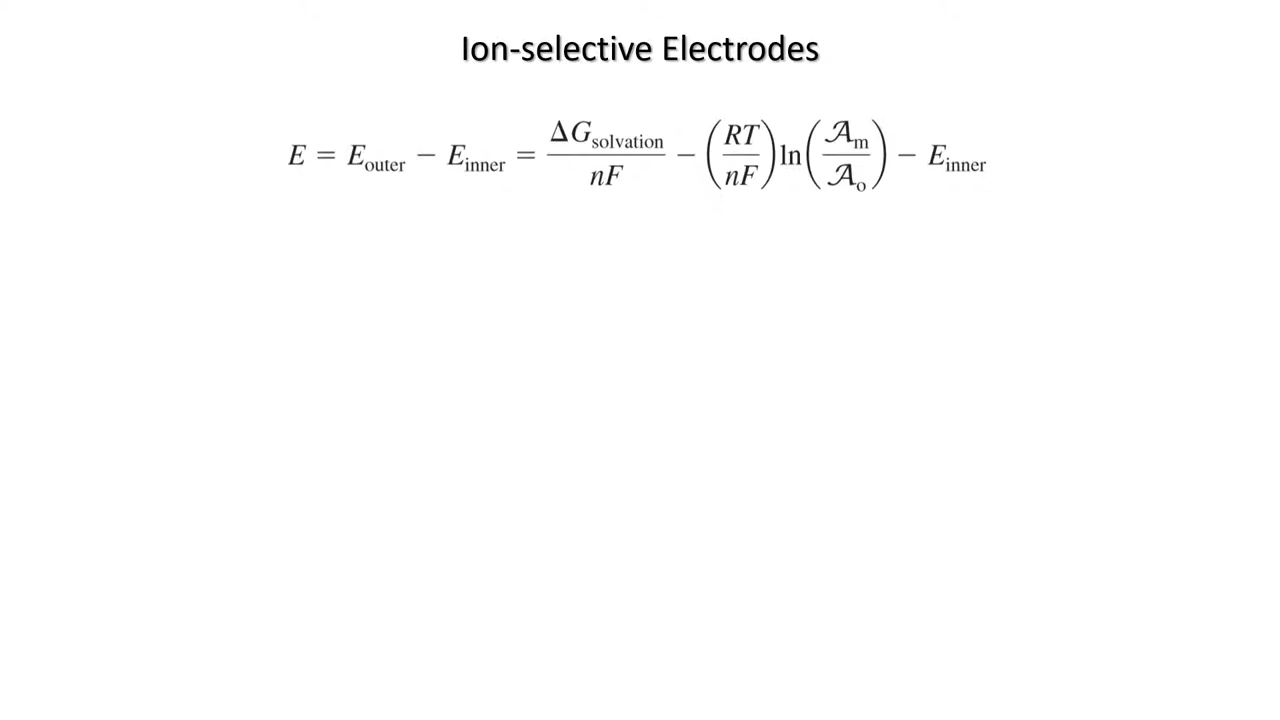 Ion-selective Electrodes
E = E_outer − E_inner = ΔG_solvation / nF − (RT / nF) ln(𝒜_m / 𝒜_o) − E_inner